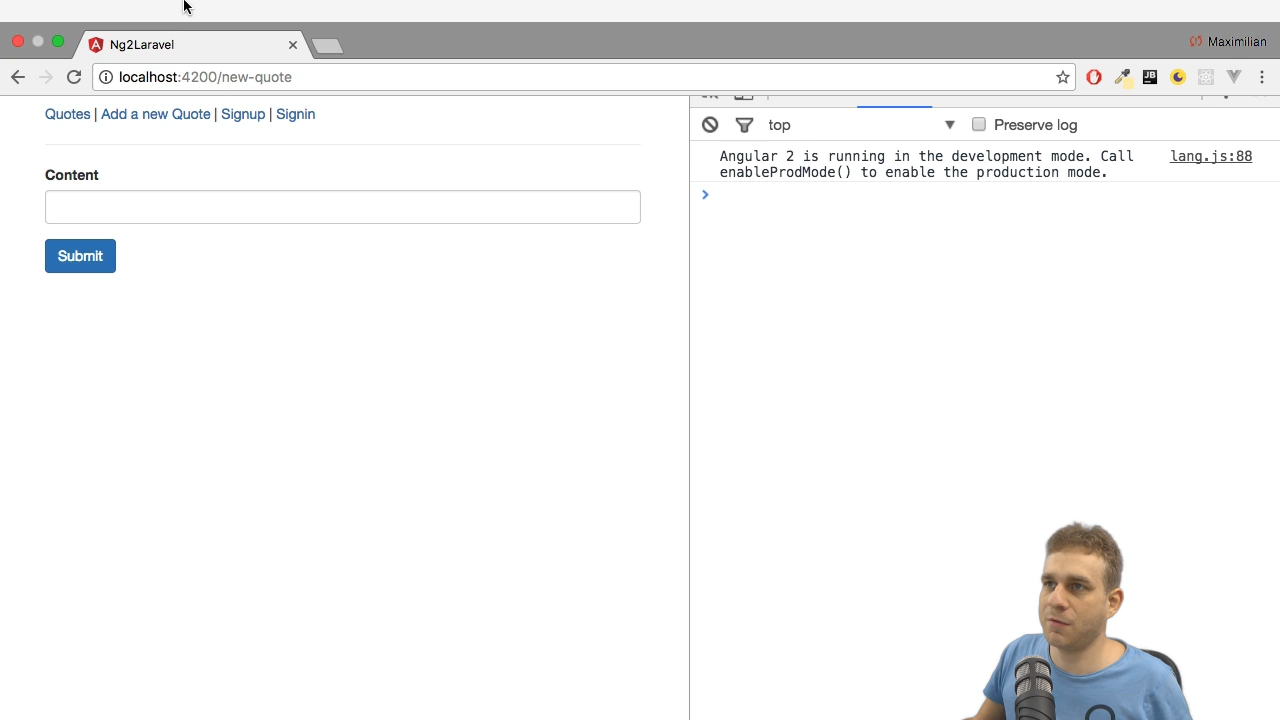 Ng2Laravel
Maximilian
localhost:4200/new-quote
JB
Quotes | Add a new Quote | Signup | Signin
top
Preserve log
Angular 2 is running in the development mode. Call lang.js:88
enableProdMode() to enable the production mode.
Content
Submit